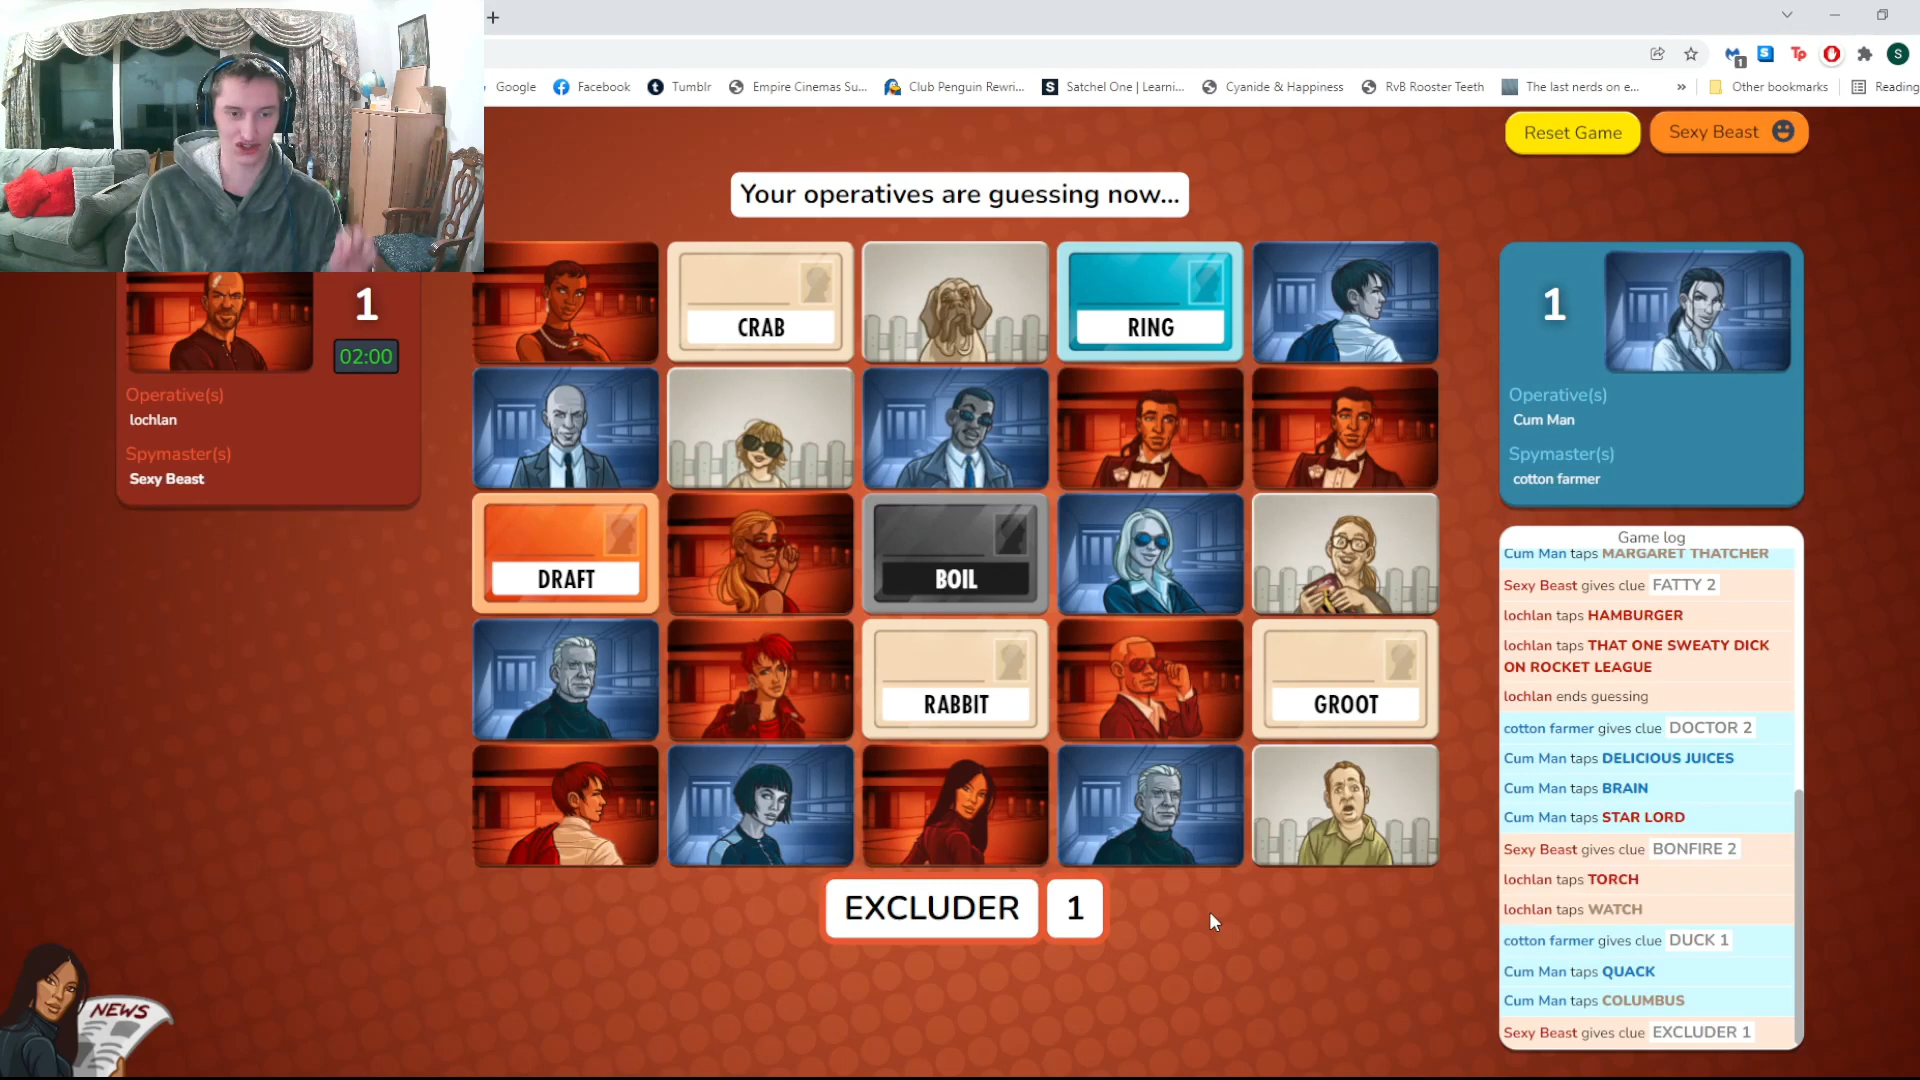 Google
Facebook
Tumblr
Empire Cinemas Su...
Club Penguin Rewri...
Satchel One | Learni...
Cyanide & Happiness
RvB Rooster Teeth
The last nerds on e...
»
Other bookmarks
Reading
1
S
Tp
S
S
Reset Game
Sexy Beast
Your operatives are guessing now...
1
02:00
Operative(s)
lochlan
Spymaster(s)
Sexy Beast
CRAB
RING
DRAFT
BOIL
RABBIT
GROOT
EXCLUDER
1
NEWS
1
Operative(s)
Cum Man
Spymaster(s)
cotton farmer
Game log
Cum Man taps MARGARET THATCHER
Sexy Beast gives clue FATTY 2
lochlan taps HAMBURGER
lochlan taps THAT ONE SWEATY DICK
ON ROCKET LEAGUE
lochlan ends guessing
cotton farmer gives clue DOCTOR 2
Cum Man taps DELICIOUS JUICES
Cum Man taps BRAIN
Cum Man taps STAR LORD
Sexy Beast gives clue BONFIRE 2
lochlan taps TORCH
lochlan taps WATCH
cotton farmer gives clue DUCK 1
Cum Man taps QUACK
Cum Man taps COLUMBUS
Sexy Beast gives clue EXCLUDER 1